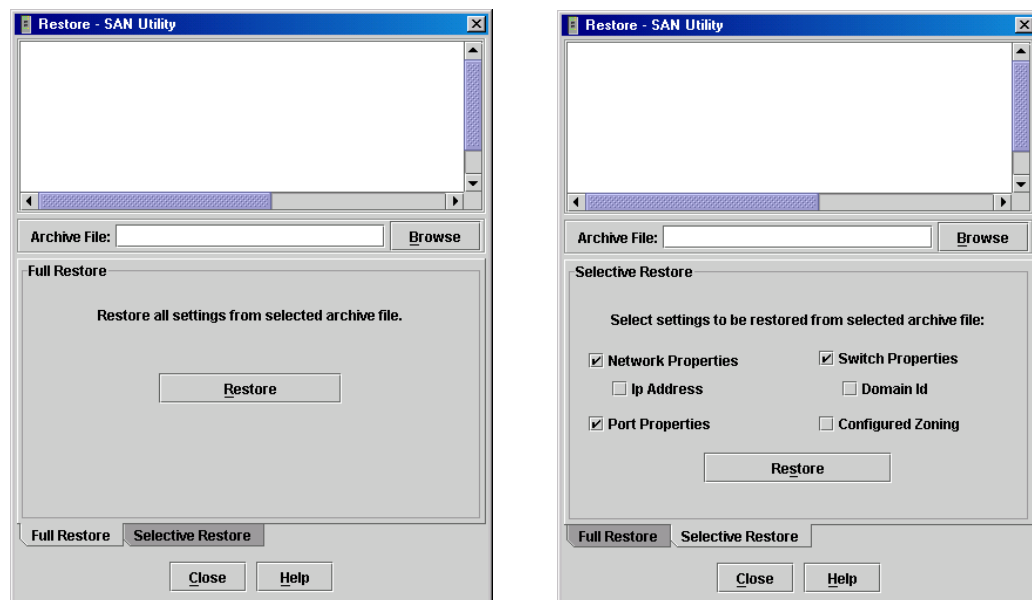 Restore - SAN Utility
Archive File:
Browse
Full Restore
Restore all settings from selected archive file.
Restore
Full Restore
Selective Restore
Close
Help
Restore - SAN Utility
Archive File:
Browse
Selective Restore
Select settings to be restored from selected archive file:
Network Properties
Switch Properties
Ip Address
Domain Id
Port Properties
Configured Zoning
Restore
Full Restore
Selective Restore
Close
Help